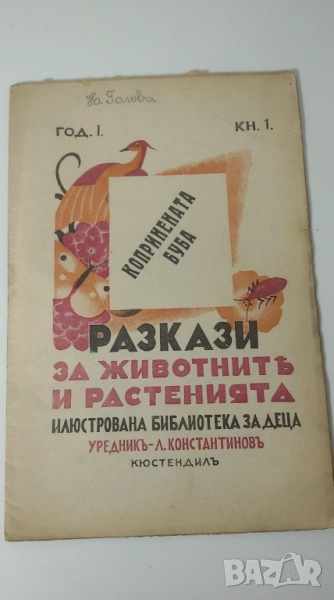 На Галова.
ГОД. I.
КН. 1.
КОПРИНЕНАТА
БУБА
РАЗКАЗИ
ЗА ЖИВОТНИТѢ
И РАСТЕНИЯТА
ИЛЮСТРОВАНА БИБЛИОТЕКА ЗА ДЕЦА
УРЕДНИКЪ-Л. КОНСТАНТИНОВЪ
КЮСТЕНДИЛЪ
BAZAR
bg